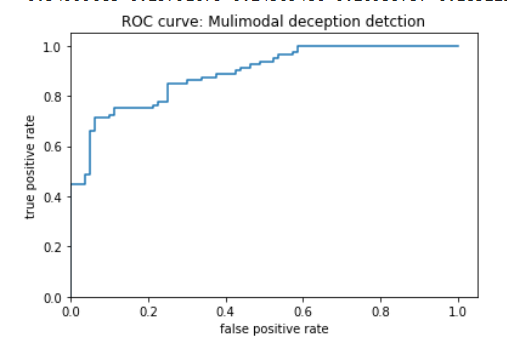 ROC curve: Mulimodal deception detction
1.0
0.8
0.6
0.4
0.2
0.0
true positive rate
0.0 0.2 0.4 0.6 0.8 1.0
false positive rate